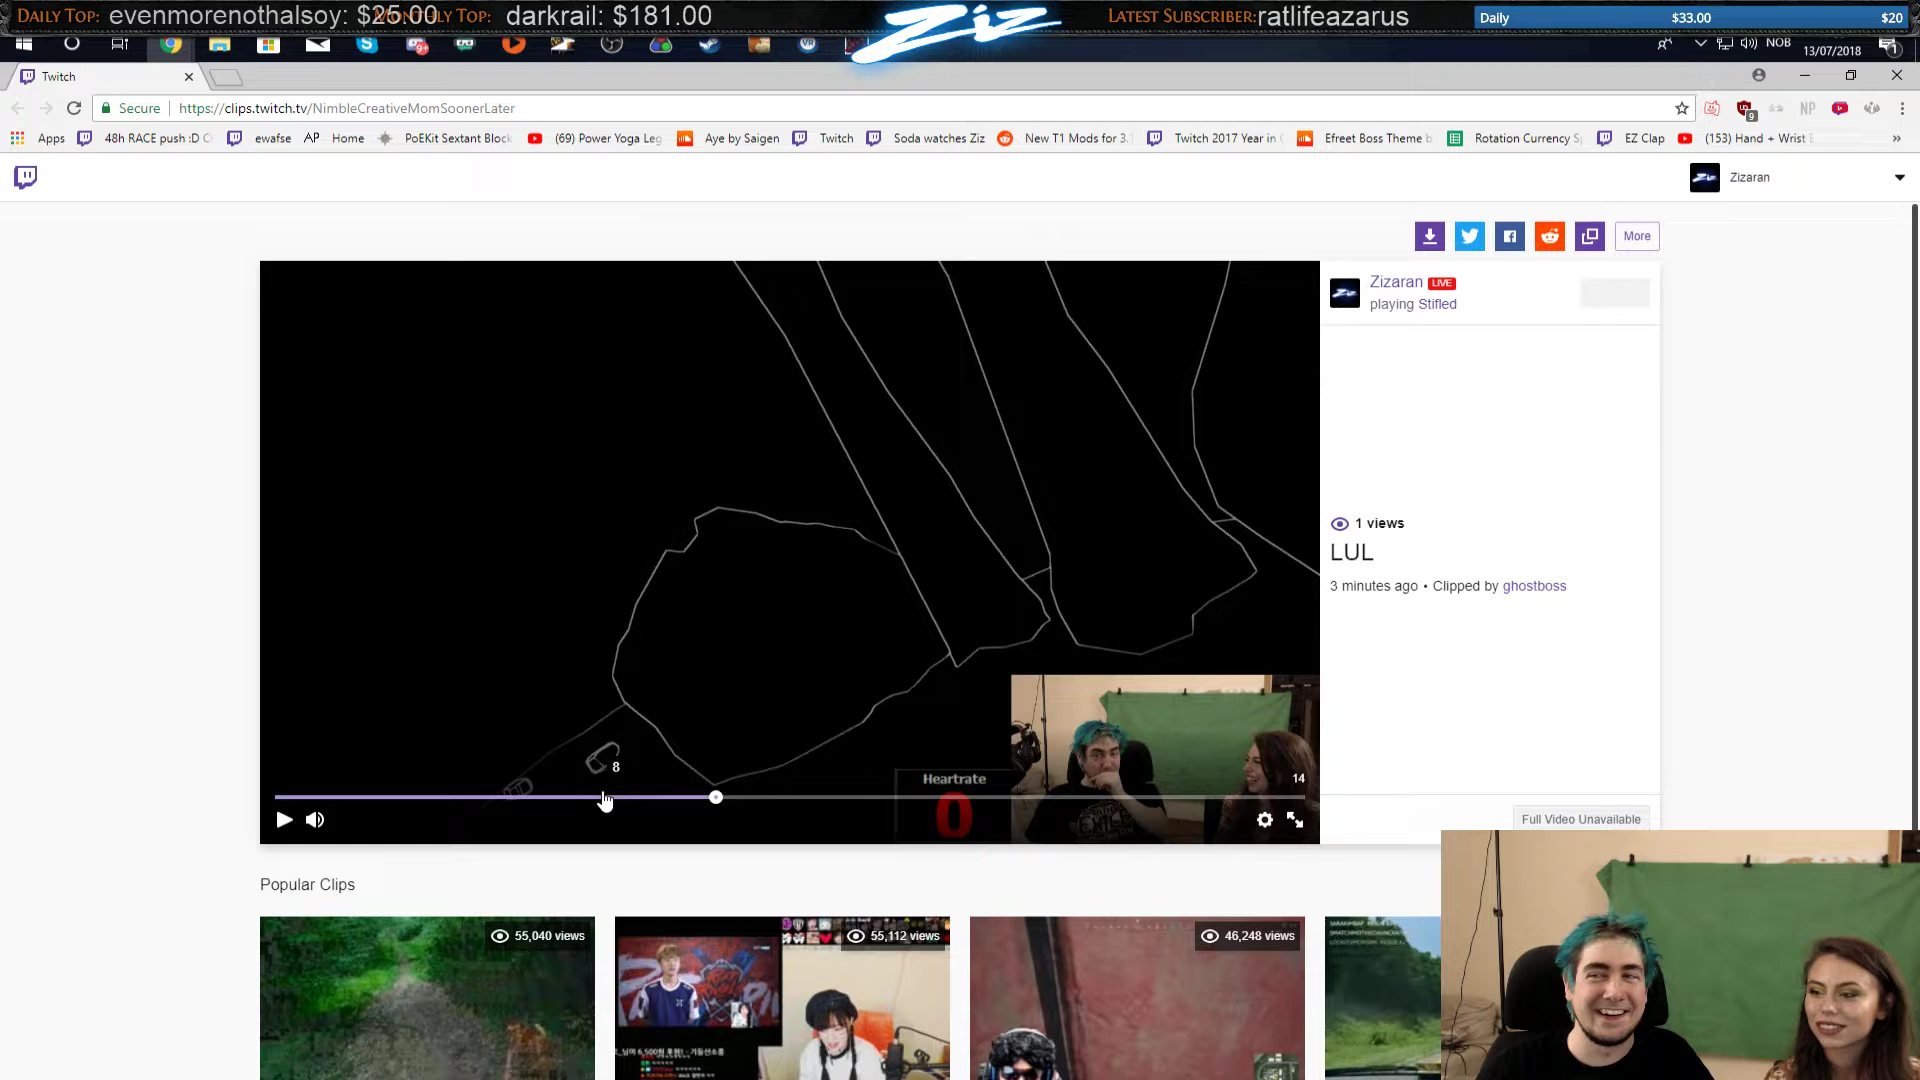 DAILY TOP: evenmorenothalsoy: $25.00 MONTHLY TOP: darkrail: $181.00 Ziz LATEST SUBSCRIBER: ratlifeazarus Daily $33.00 $20
NOB 13/07/2018
Twitch
Secure https://clips.twitch.tv/NimbleCreativeMomSoonerLater
Apps 48h RACE push :D C ewafse AP Home PoEKit Sextant Block (69) Power Yoga Leg Aye by Saigen Twitch Soda watches Ziz New T1 Mods for 3. Twitch 2017 Year in Efreet Boss Theme b Rotation Currency Sp EZ Clap (153) Hand + Wrist E »
Zizaran
More
Zizaran LIVE
playing Stifled
1 views
LUL
3 minutes ago • Clipped by ghostboss
8
Heartrate
14
0
Full Video Unavailable
Popular Clips
55,040 views
55,112 views
46,248 views